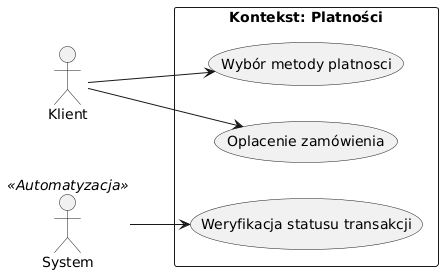 Kontekst: Platności
Wybór metody platnosci
Klient
Oplacenie zamówienia
«Automatyzacja»
System
Weryfikacja statusu transakcji